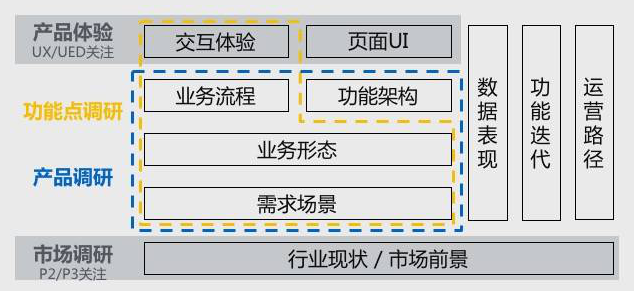 产品体验
UX/UED关注
交互体验
页面UI
功能点调研
业务流程
功能架构
产品调研
业务形态
需求场景
数据表现
功能迭代
运营路径
市场调研
P2/P3关注
行业现状 / 市场前景